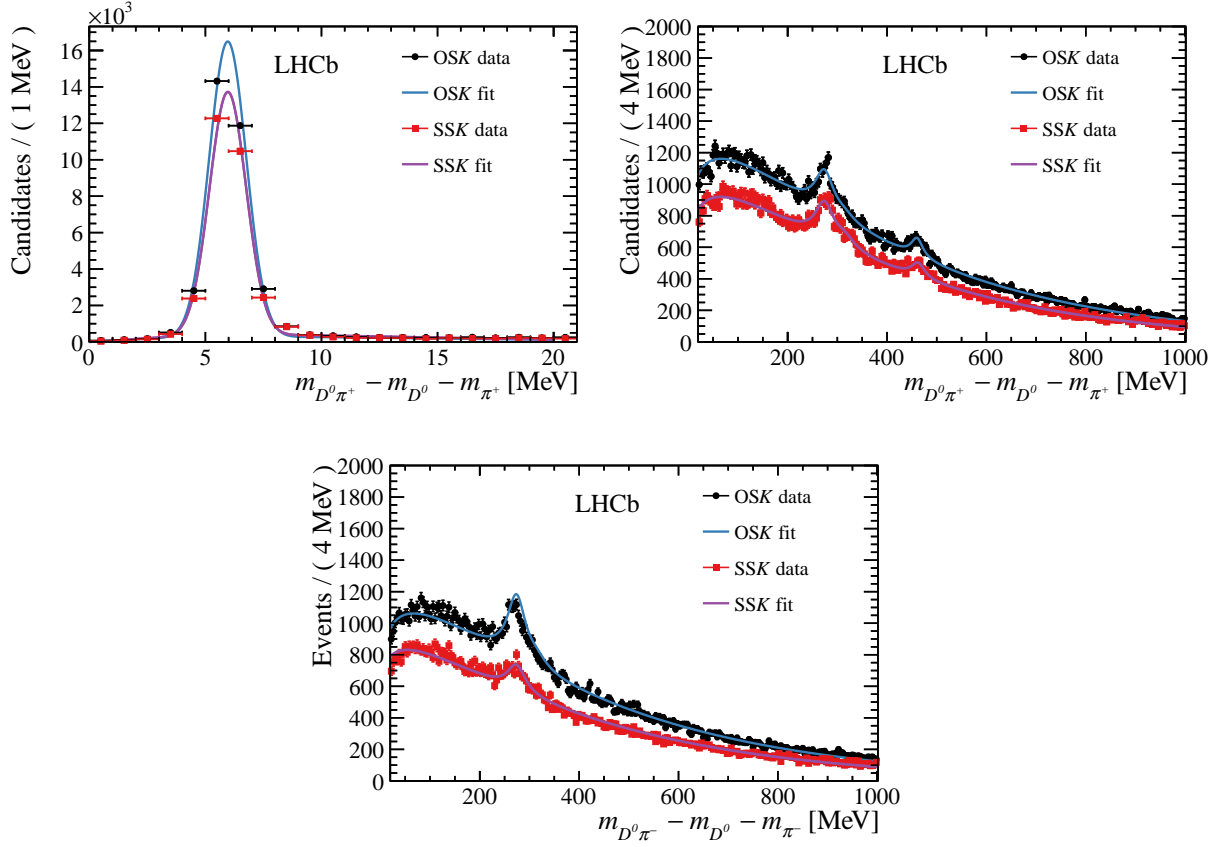 ×10³
Candidates / ( 1 MeV )
16
14
12
10
8
6
4
2
0
LHCb
OSK data
OSK fit
SSK data
SSK fit
0 5 10 15 20
m_{D⁰π⁺} − m_{D⁰} − m_{π⁺} [MeV]
Candidates / ( 4 MeV )
2000
1800
1600
1400
1200
1000
800
600
400
200
0
LHCb
OSK data
OSK fit
SSK data
SSK fit
200 400 600 800 1000
m_{D⁰π⁺} − m_{D⁰} − m_{π⁺} [MeV]
Events / ( 4 MeV )
2000
1800
1600
1400
1200
1000
800
600
400
200
0
LHCb
OSK data
OSK fit
SSK data
SSK fit
200 400 600 800 1000
m_{D⁰π⁻} − m_{D⁰} − m_{π⁻} [MeV]